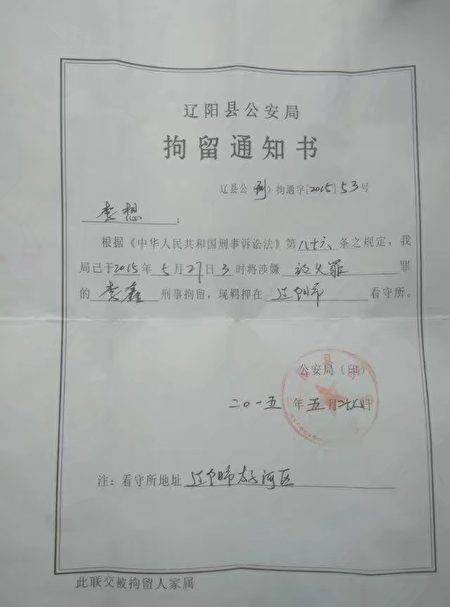 辽阳县公安局
拘留通知书
辽县公(刑)拘通字[2015]53号
李想:
根据《中华人民共和国刑事诉讼法》第八十六条之规定,我
局已于2015年5月27日3时将涉嫌放火罪罪
的李鑫刑事拘留,现羁押在辽阳市看守所。
公安局(印)
二〇一五年五月 日
注:看守所地址 辽阳市太子河区
此联交被拘留人家属